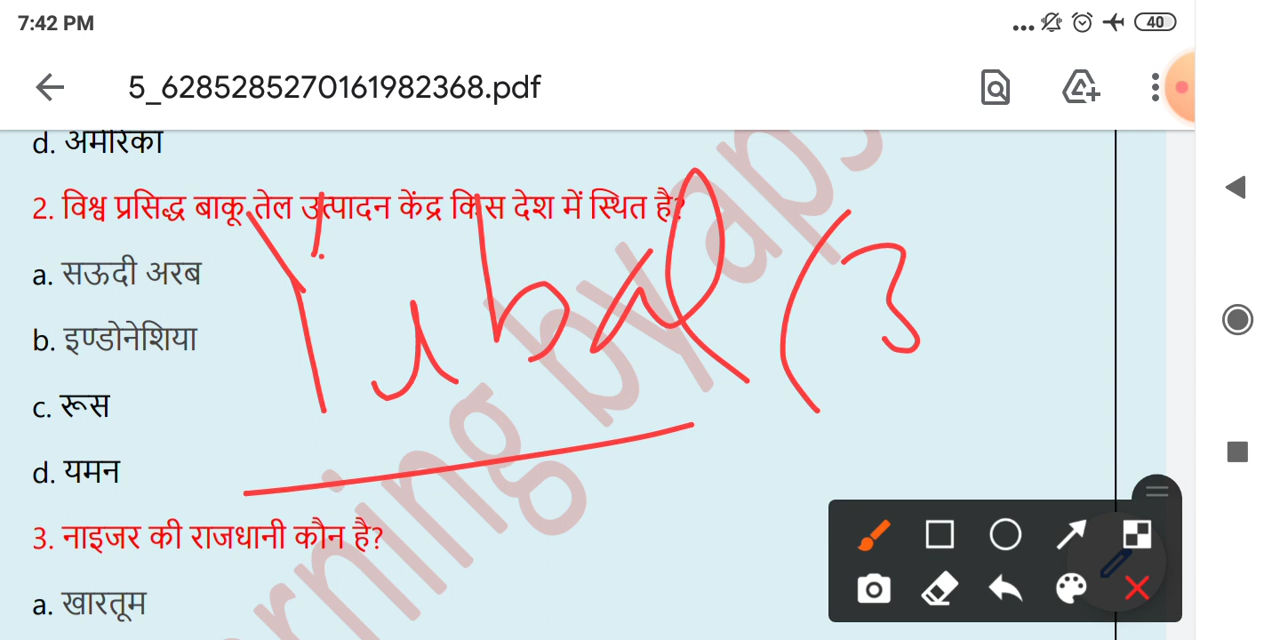 7:42 PM
40
5_6285285270161982368.pdf
d. अमेरिका
2. विश्व प्रसिद्ध बाकू तेल उत्पादन केंद्र किस देश में स्थित है?
a. सऊदी अरब
b. इण्डोनेशिया
c. रूस
d. यमन
3. नाइजर की राजधानी कौन है?
a. खारतूम